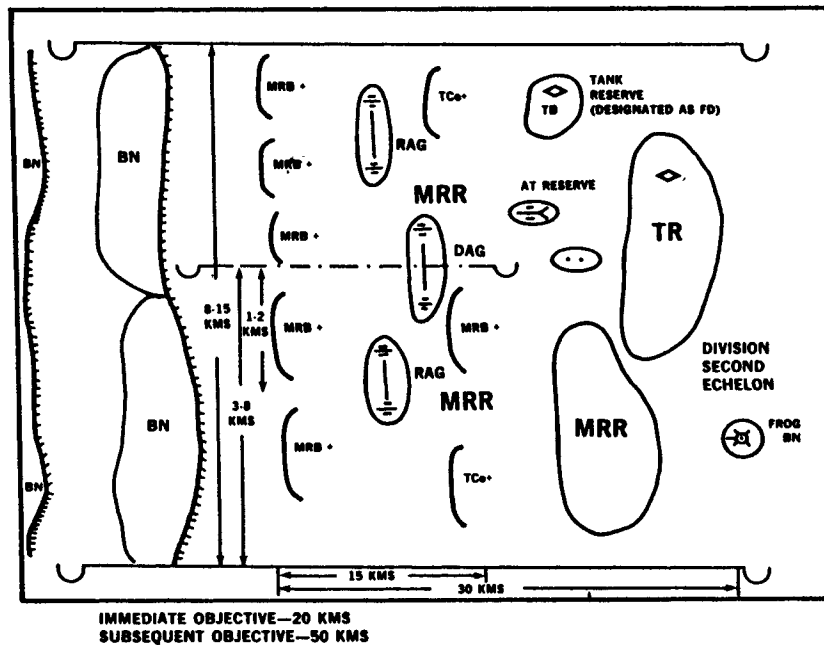 MRB +
TCo+
TANK
RESERVE
(DESIGNATED AS FD)
TB
BN
BN
MRB +
RAG
MRR
AT RESERVE
TR
MRB +
DAG
8-15
KMS
1-2
KMS
MRB +
MRB +
RAG
DIVISION
SECOND
ECHELON
3-8
KMS
MRR
MRR
BN
MRB +
FROG
BN
BN
TCo+
15 KMS
30 KMS
IMMEDIATE OBJECTIVE—20 KMS
SUBSEQUENT OBJECTIVE—50 KMS